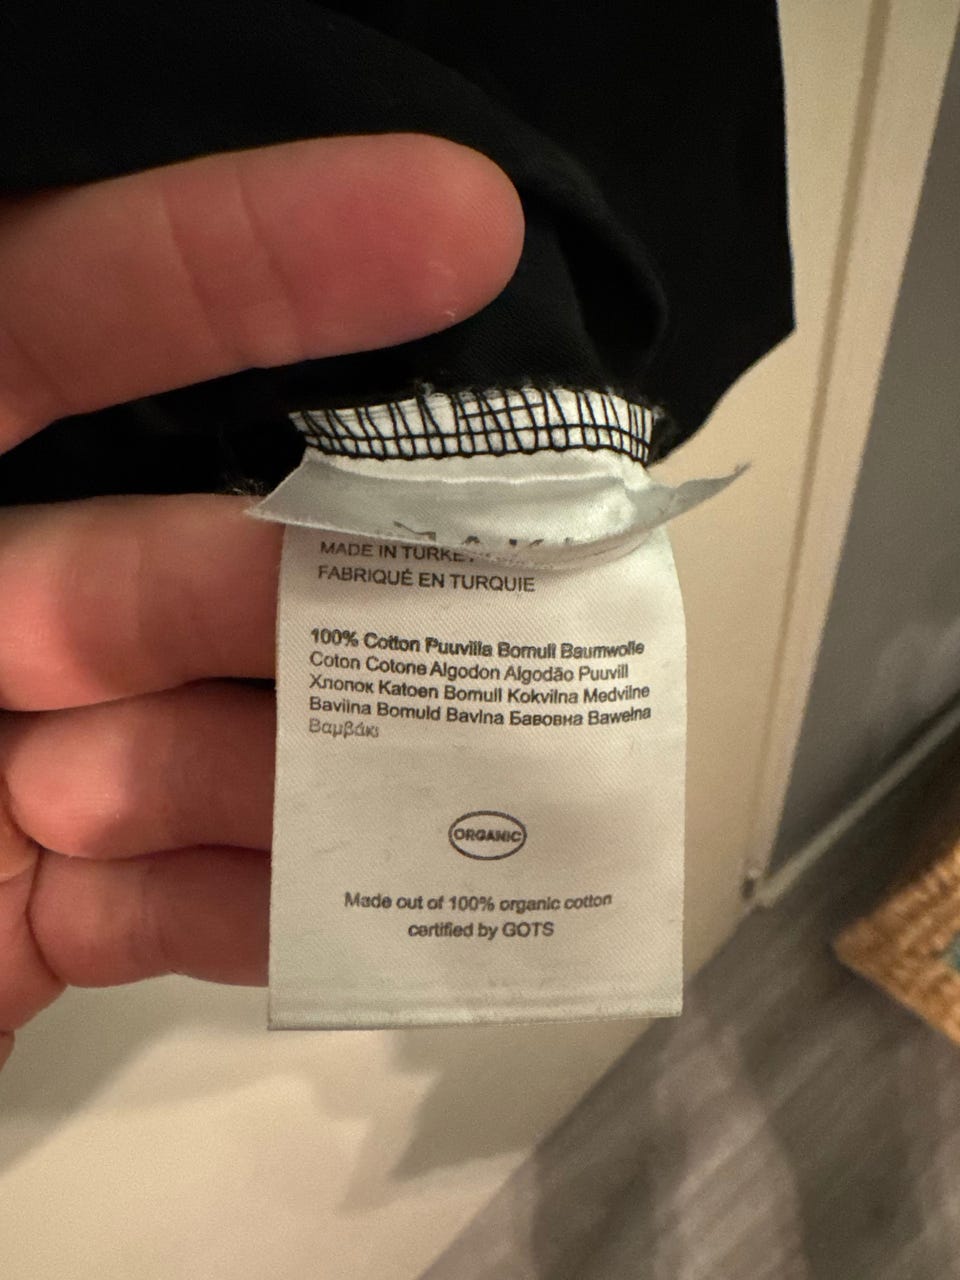 MADE IN TURKEY
FABRIQUÉ EN TURQUIE
100% Cotton Puuvilla Bomull Baumwolle
Coton Cotone Algodon Algodão Puuvill
Хлопок Katoen Bomull Kokvilna Medvilne
Bavlina Bomuld Bavlna Бавовна Bawełna
Βαμβάκι
ORGANIC
Made out of 100% organic cotton
certified by GOTS